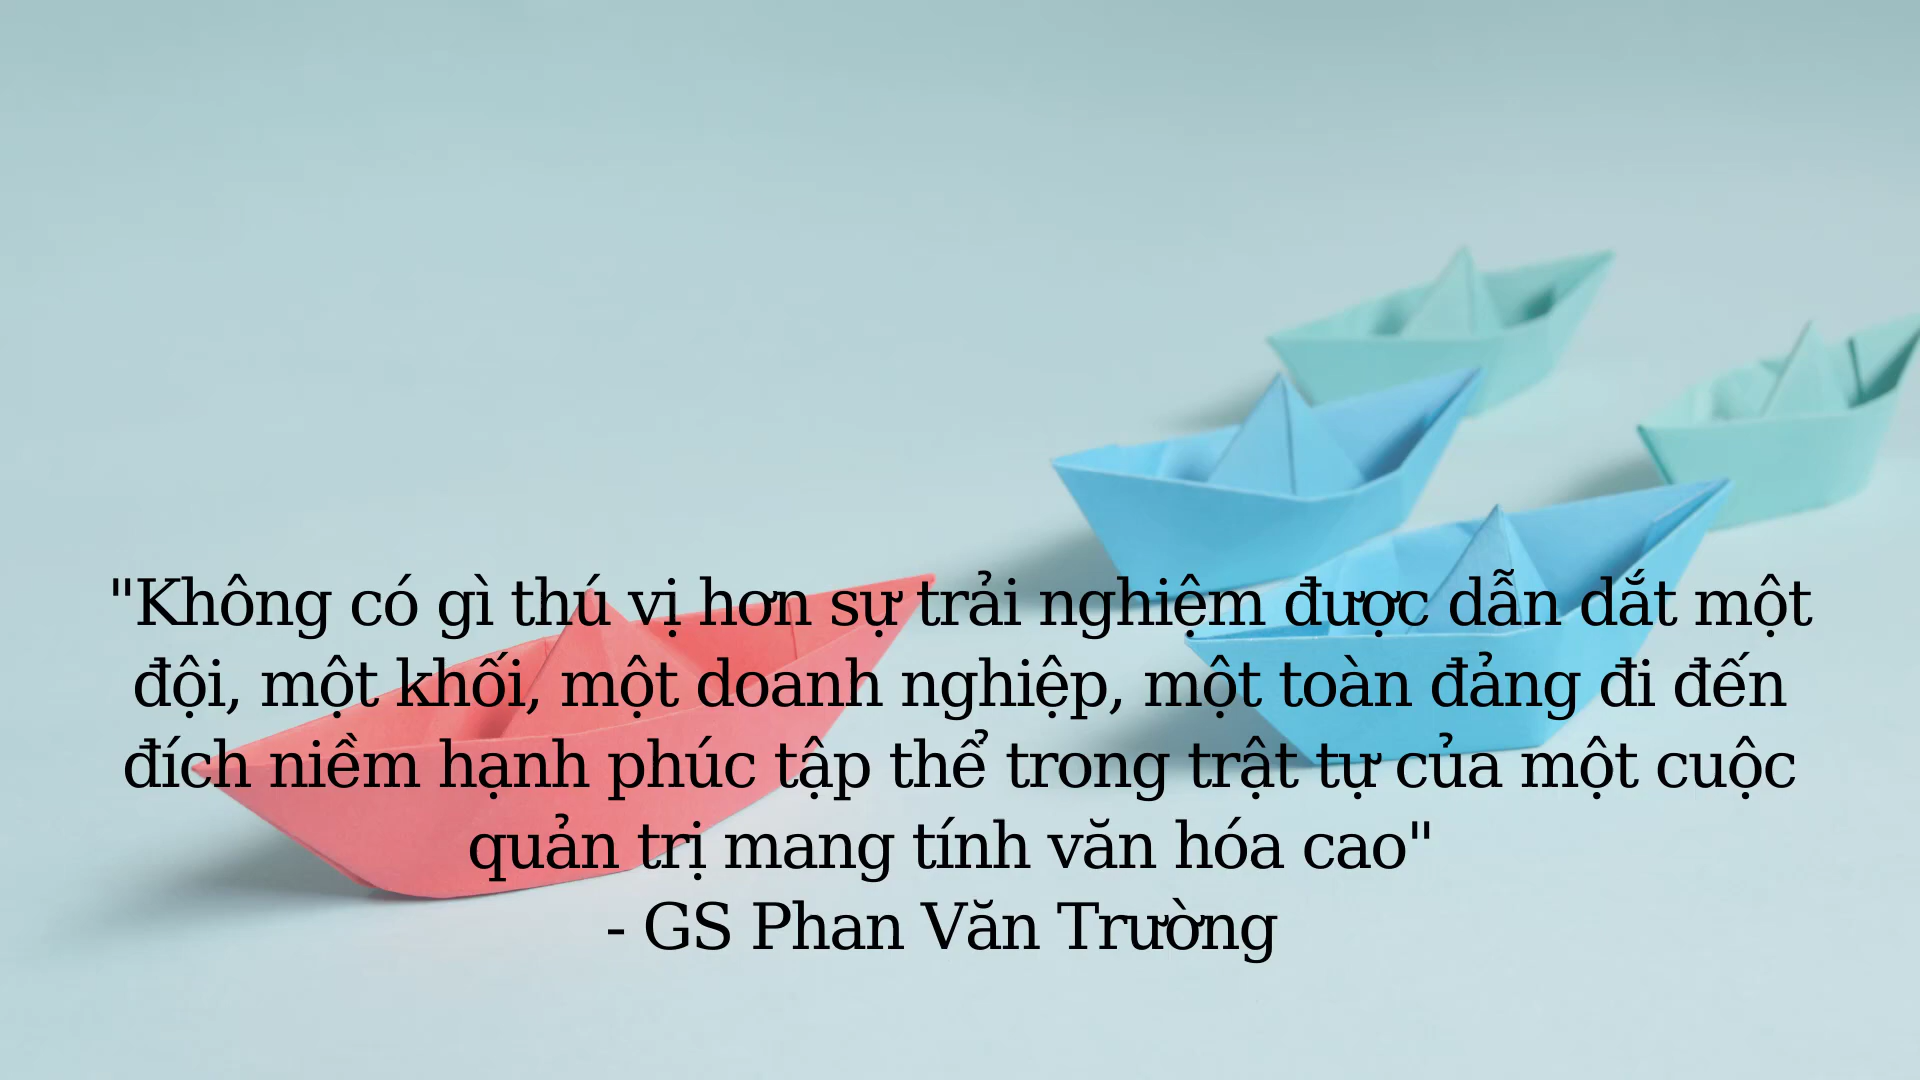 "Không có gì thú vị hơn sự trải nghiệm được dẫn dắt một
đội, một khối, một doanh nghiệp, một toàn đảng đi đến
đích niềm hạnh phúc tập thể trong trật tự của một cuộc
quản trị mang tính văn hóa cao"
- GS Phan Văn Trường